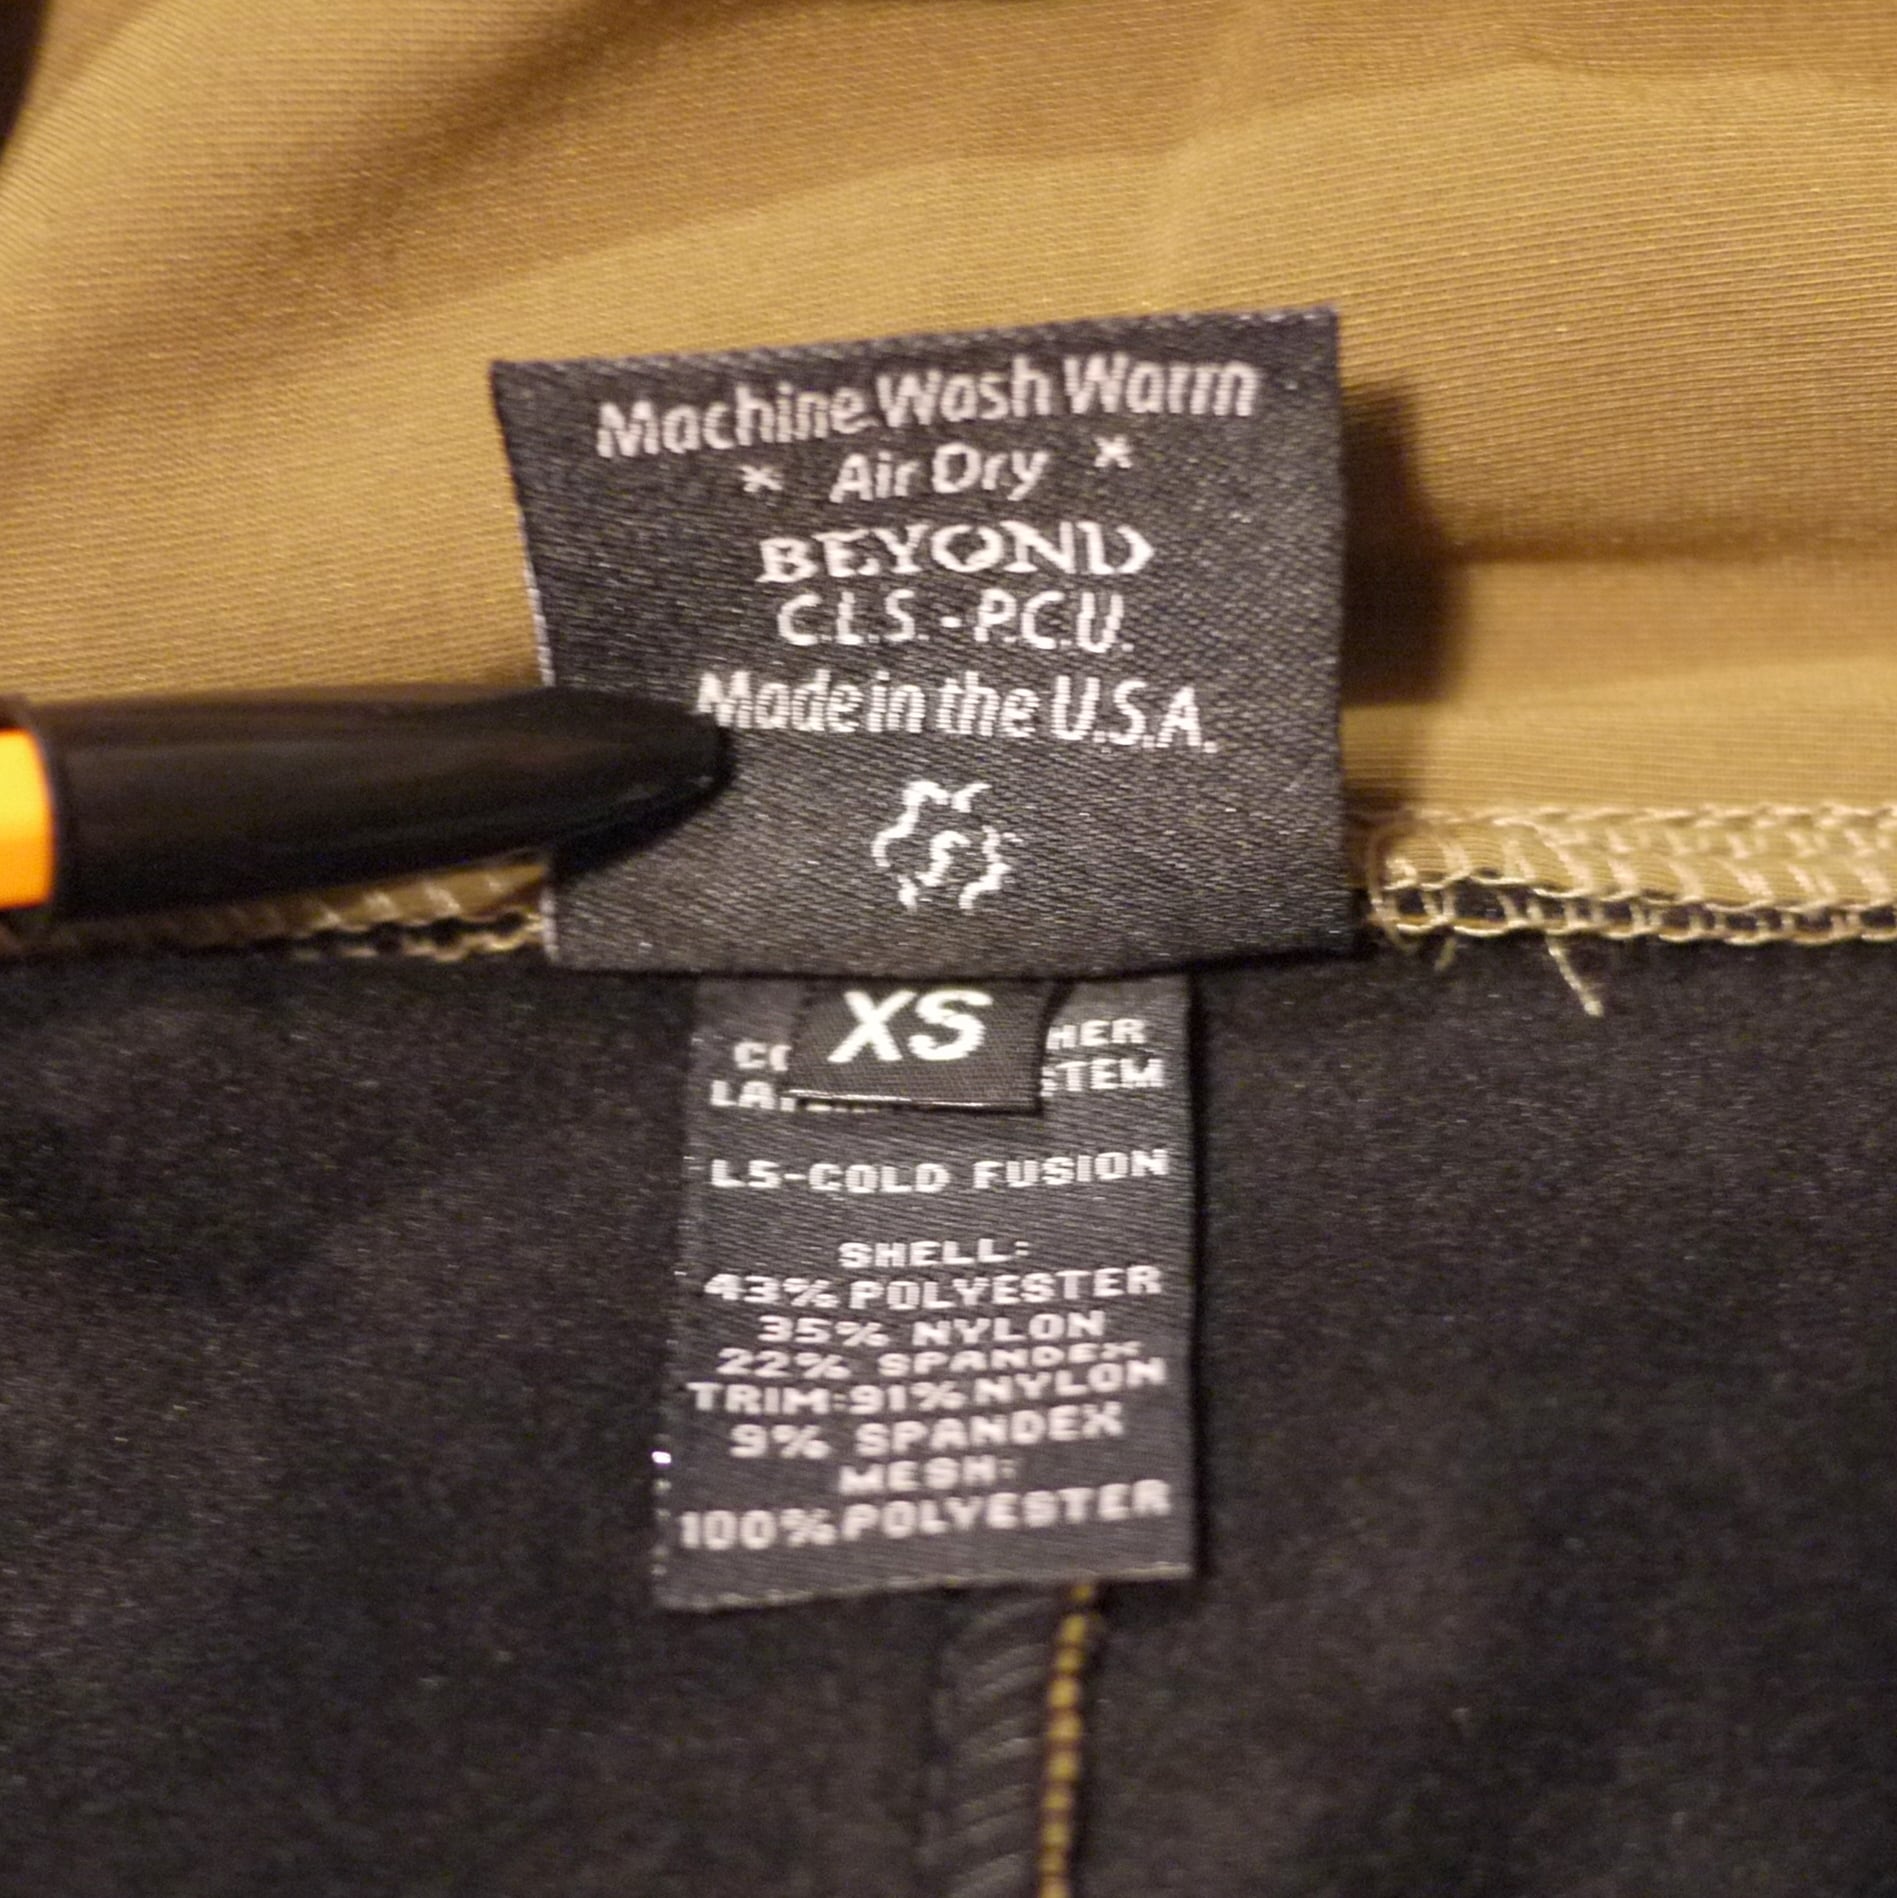 Machine Wash Warm
* Air Dry *
BEYOND
C.L.S. - P.C.U.
Made in the U.S.A.
XS
L5-COLD FUSION
SHELL:
43% POLYESTER
35% NYLON
22% SPANDEX
TRIM:91% NYLON
9% SPANDEX
MESH:
100% POLYESTER